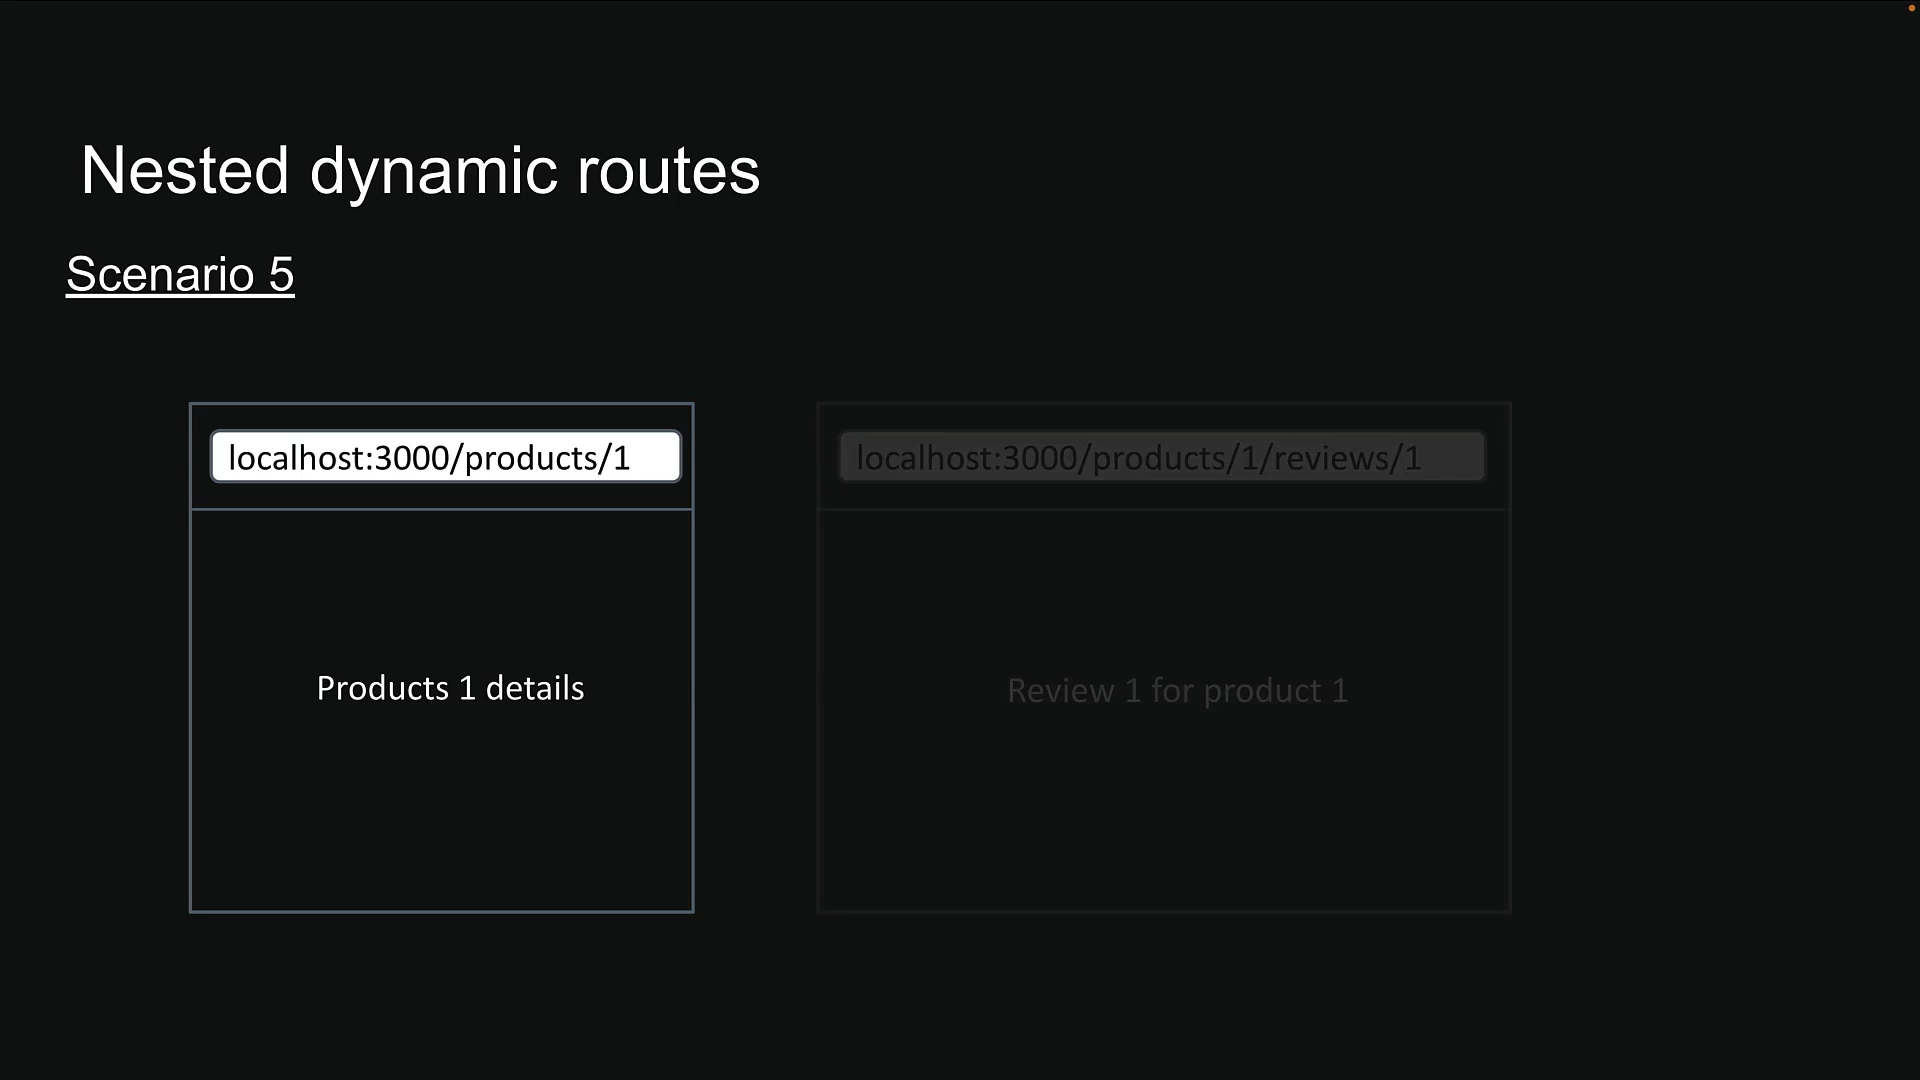 Nested dynamic routes
Scenario 5
localhost:3000/products/1
Products 1 details
localhost:3000/products/1/reviews/1
Review 1 for product 1